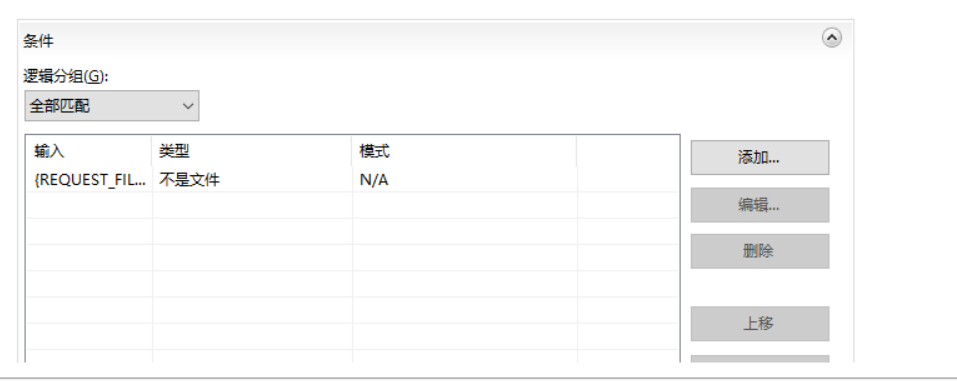 条件
逻辑分组(G):
全部匹配
输入 类型 模式
{REQUEST_FIL... 不是文件 N/A
添加...
编辑...
删除
上移